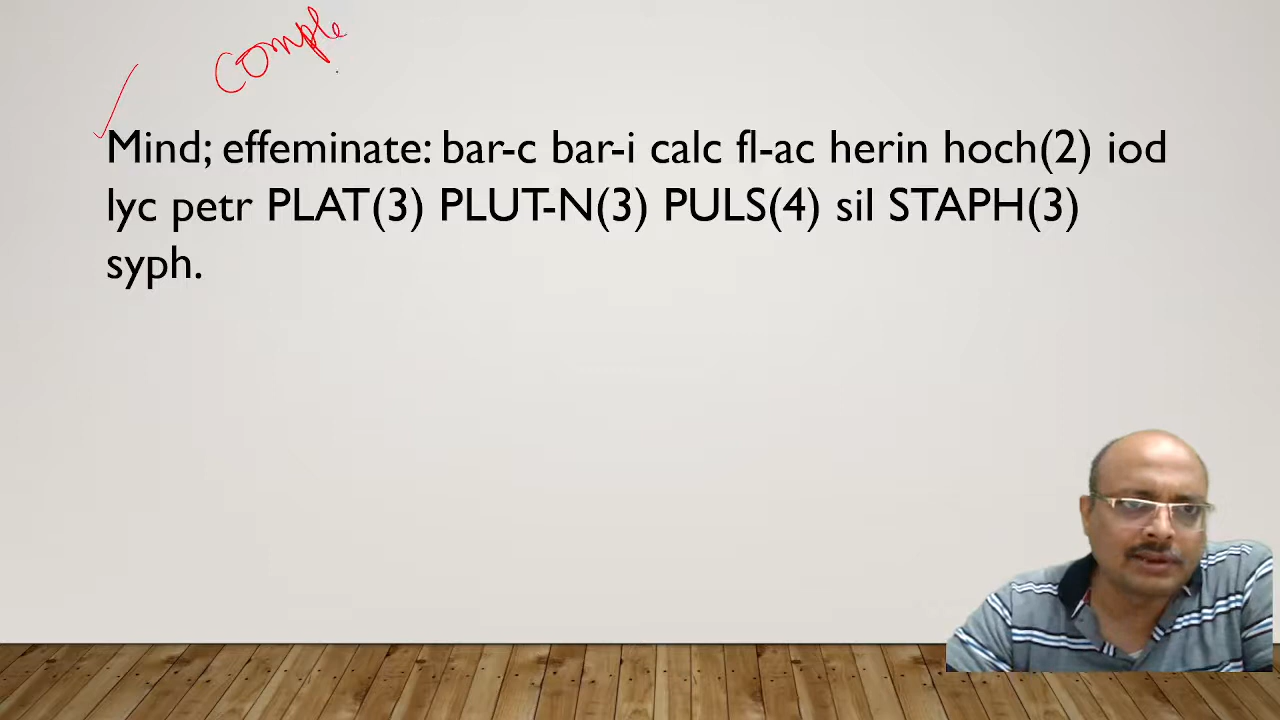 Comple
Mind; effeminate: bar-c bar-i calc fl-ac herin hoch(2) iod
lyc petr PLAT(3) PLUT-N(3) PULS(4) sil STAPH(3)
syph.